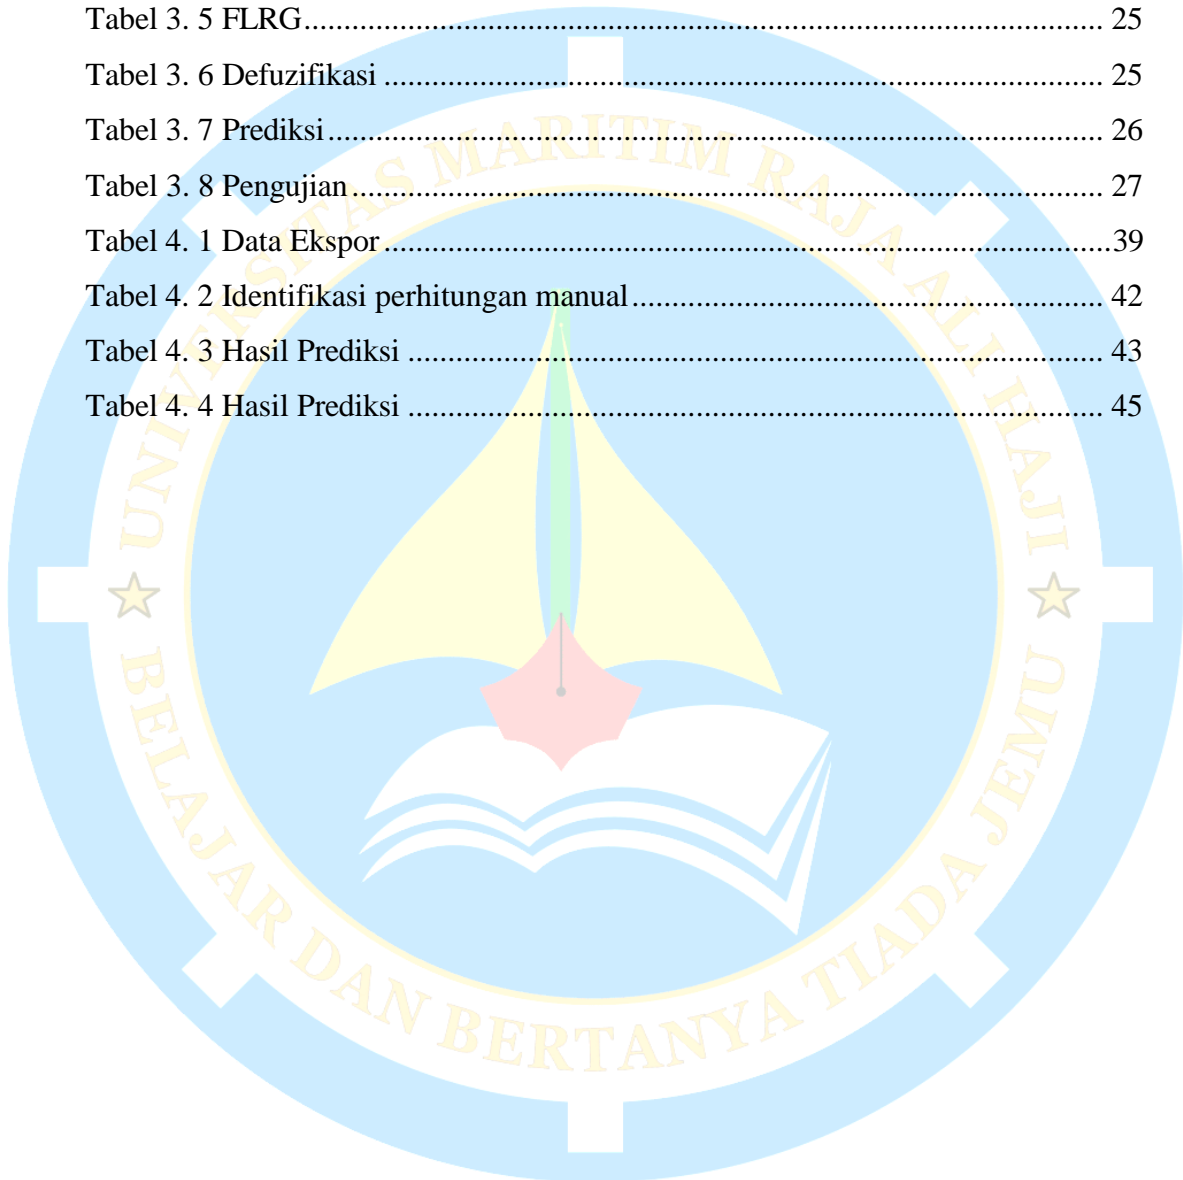 Tabel 3. 5 FLRG.......................................................................................................... 25
Tabel 3. 6 Defuzifikasi ................................................................................................ 25
Tabel 3. 7 Prediksi....................................................................................................... 26
Tabel 3. 8 Pengujian.................................................................................................... 27
Tabel 4. 1 Data Ekspor ................................................................................................39
Tabel 4. 2 Identifikasi perhitungan manual................................................................. 42
Tabel 4. 3 Hasil Prediksi ............................................................................................. 43
Tabel 4. 4 Hasil Prediksi ............................................................................................. 45
UNIVERSITAS MARITIM RAJA ALI HAJI
BELAJAR DAN BERTANYA TIADA JEMU